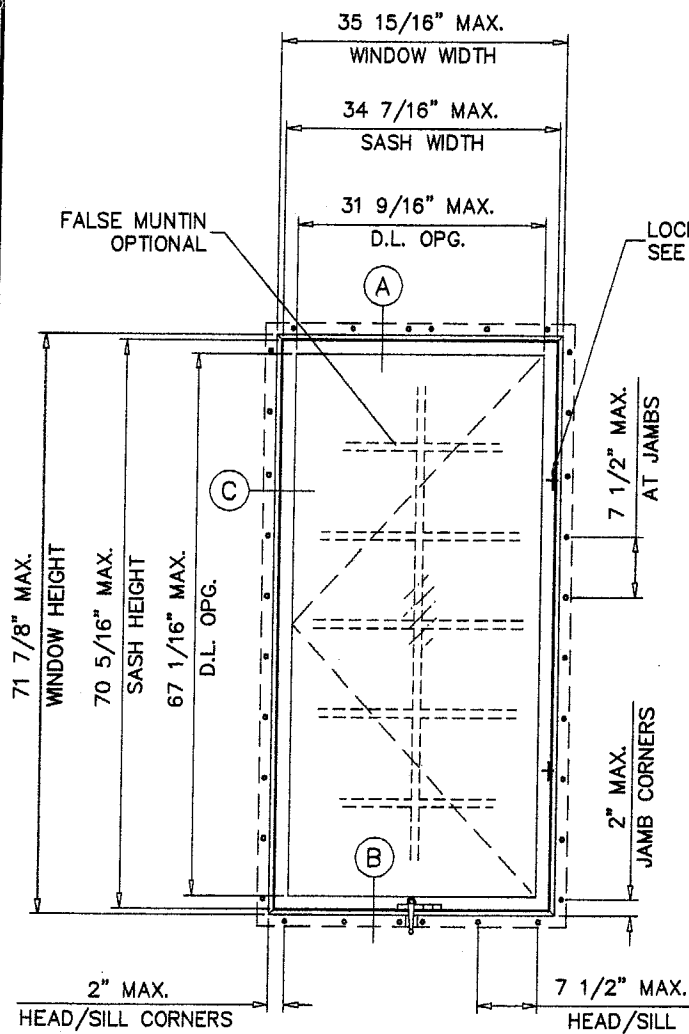 35 15/16" MAX.
WINDOW WIDTH
34 7/16" MAX.
SASH WIDTH
31 9/16" MAX.
D.L. OPG.
FALSE MUNTIN
OPTIONAL
SEE
A
C
7 1/2" MAX.
AT JAMBS
71 7/8" MAX.
WINDOW HEIGHT
70 5/16" MAX.
SASH HEIGHT
67 1/16" MAX.
D.L. OPG.
2" MAX.
JAMB CORNERS
B
2" MAX.
HEAD/SILL CORNERS
7 1/2" MAX.
HEAD/SILL